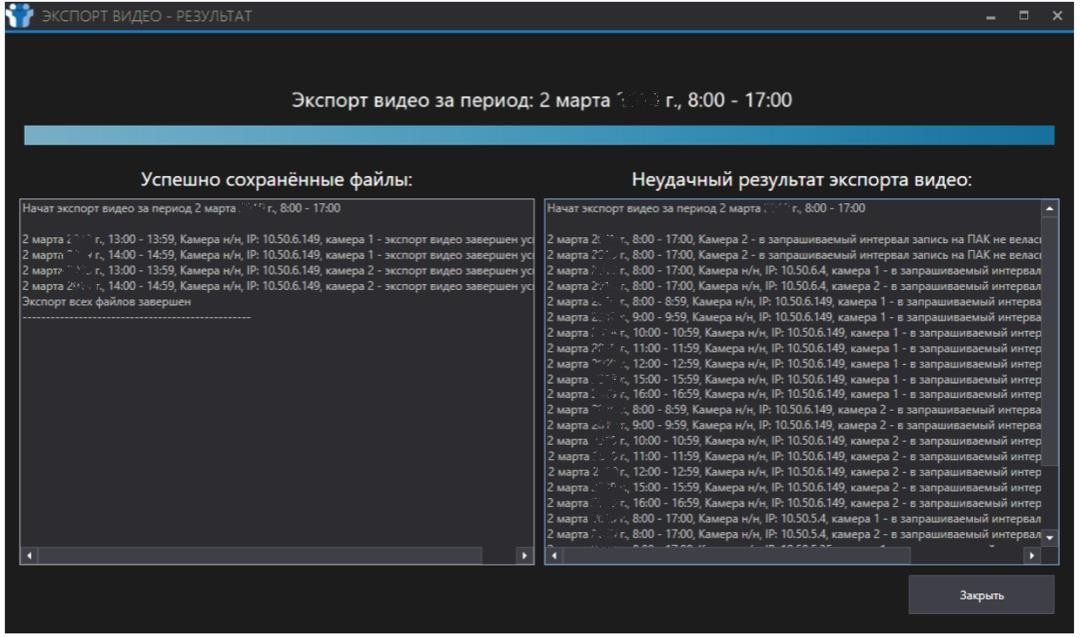 ЭКСПОРТ ВИДЕО - РЕЗУЛЬТАТ
Экспорт видео за период: 2 марта г., 8:00 - 17:00
Успешно сохранённые файлы:
Начат экспорт видео за период 2 марта г., 8:00 - 17:00
2 марта г., 13:00 - 13:59, Камера н/н, IP: 10.50.6.149, камера 1 - экспорт видео завершен ус
2 марта г., 14:00 - 14:59, Камера н/н, IP: 10.50.6.149, камера 1 - экспорт видео завершен ус
2 марта г., 13:00 - 13:59, Камера н/н, IP: 10.50.6.149, камера 2 - экспорт видео завершен ус
2 марта г., 14:00 - 14:59, Камера н/н, IP: 10.50.6.149, камера 2 - экспорт видео завершен ус
Экспорт всех файлов завершен
-------------------------------------------------
Неудачный результат экспорта видео:
Начат экспорт видео за период 2 марта г., 8:00 - 17:00
2 марта г., 8:00 - 17:00, Камера 2 - в запрашиваемый интервал запись на ПАК не велас
2 марта г., 8:00 - 17:00, Камера 2 - в запрашиваемый интервал запись на ПАК не велас
2 марта г., 8:00 - 17:00, Камера н/н, IP: 10.50.6.4, камера 1 - в запрашиваемый интервал
2 марта г., 8:00 - 17:00, Камера н/н, IP: 10.50.6.4, камера 2 - в запрашиваемый интервал
2 марта г., 8:00 - 8:59, Камера н/н, IP: 10.50.6.149, камера 1 - в запрашиваемый интерва
2 марта г., 9:00 - 9:59, Камера н/н, IP: 10.50.6.149, камера 1 - в запрашиваемый интерва
2 марта г., 10:00 - 10:59, Камера н/н, IP: 10.50.6.149, камера 1 - в запрашиваемый интер
2 марта г., 11:00 - 11:59, Камера н/н, IP: 10.50.6.149, камера 1 - в запрашиваемый интер
2 марта г., 12:00 - 12:59, Камера н/н, IP: 10.50.6.149, камера 1 - в запрашиваемый интер
2 марта г., 15:00 - 15:59, Камера н/н, IP: 10.50.6.149, камера 1 - в запрашиваемый интер
2 марта г., 16:00 - 16:59, Камера н/н, IP: 10.50.6.149, камера 1 - в запрашиваемый интер
2 марта г., 8:00 - 8:59, Камера н/н, IP: 10.50.6.149, камера 2 - в запрашиваемый интерва
2 марта г., 9:00 - 9:59, Камера н/н, IP: 10.50.6.149, камера 2 - в запрашиваемый интерва
2 марта г., 10:00 - 10:59, Камера н/н, IP: 10.50.6.149, камера 2 - в запрашиваемый интер
2 марта г., 11:00 - 11:59, Камера н/н, IP: 10.50.6.149, камера 2 - в запрашиваемый интер
2 марта г., 12:00 - 12:59, Камера н/н, IP: 10.50.6.149, камера 2 - в запрашиваемый интер
2 марта г., 15:00 - 15:59, Камера н/н, IP: 10.50.6.149, камера 2 - в запрашиваемый интер
2 марта г., 16:00 - 16:59, Камера н/н, IP: 10.50.6.149, камера 2 - в запрашиваемый интер
2 марта г., 8:00 - 17:00, Камера н/н, IP: 10.50.5.4, камера 1 - в запрашиваемый интервал
2 марта г., 8:00 - 17:00, Камера н/н, IP: 10.50.5.4, камера 2 - в запрашиваемый интервал
Закрыть